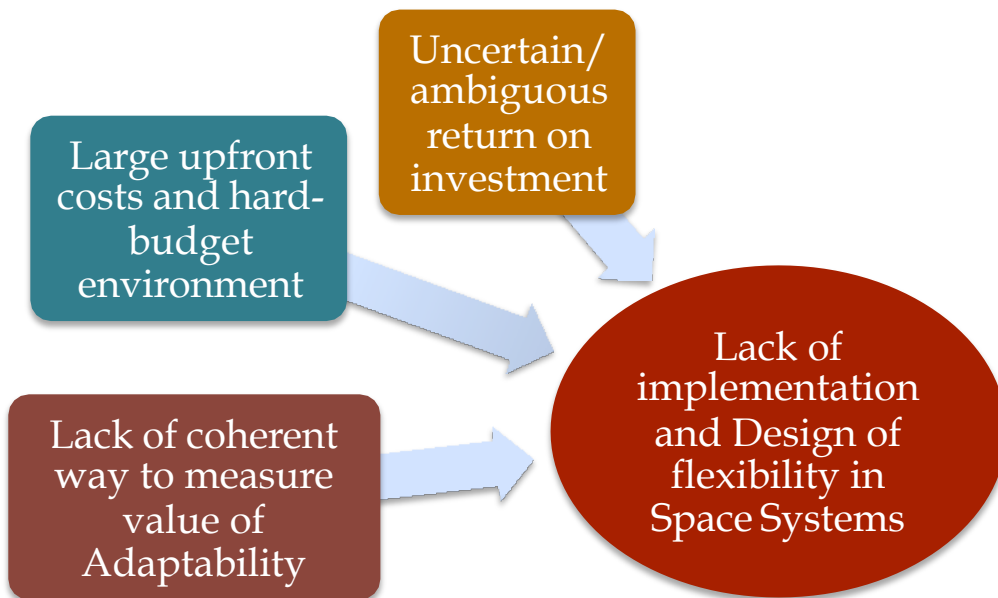 Uncertain/
ambiguous
return on
investment
Large upfront
costs and hard-
budget
environment
Lack of coherent
way to measure
value of
Adaptability
Lack of
implementation
and Design of
flexibility in
Space Systems